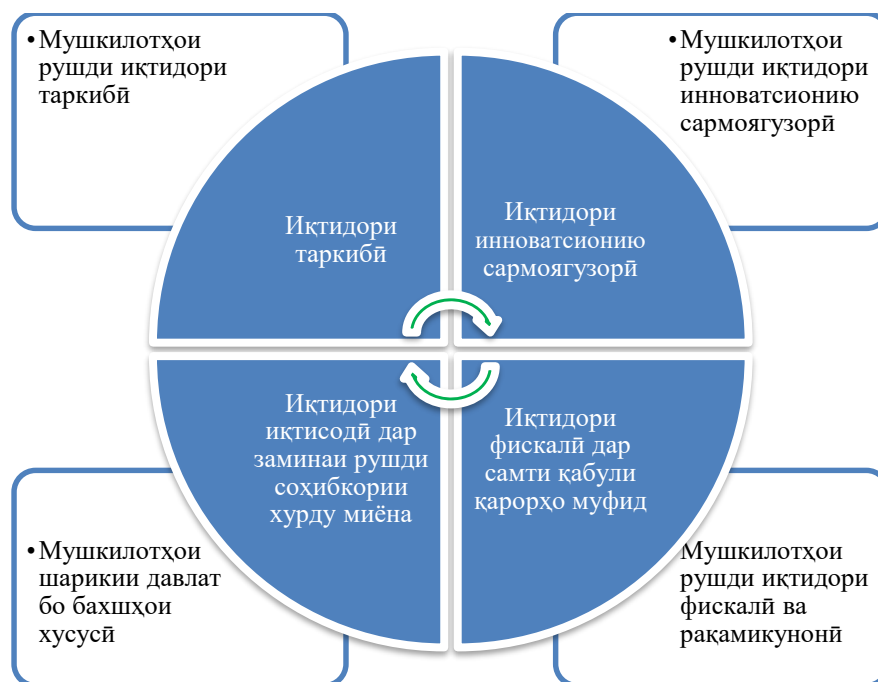 •Мушкилотҳои
рушди иқтидори
таркибӣ
•Мушкилотҳои
рушди иқтидори
инноватсионию
сармоягузорӣ
Иқтидори
таркибӣ
Иқтидори
инноватсионию
сармоягузорӣ
Иқтидори
иқтисодӣ дар
заминаи рушди
соҳибкории
хурду миёна
Иқтидори
фискалӣ дар
самти қабули
қарорҳо муфид
•Мушкилотҳои
шарикии давлат
бо бахшҳои
хусусӣ
Мушкилотҳои
рушди иқтидори
фискалӣ ва
рақамикунонӣ